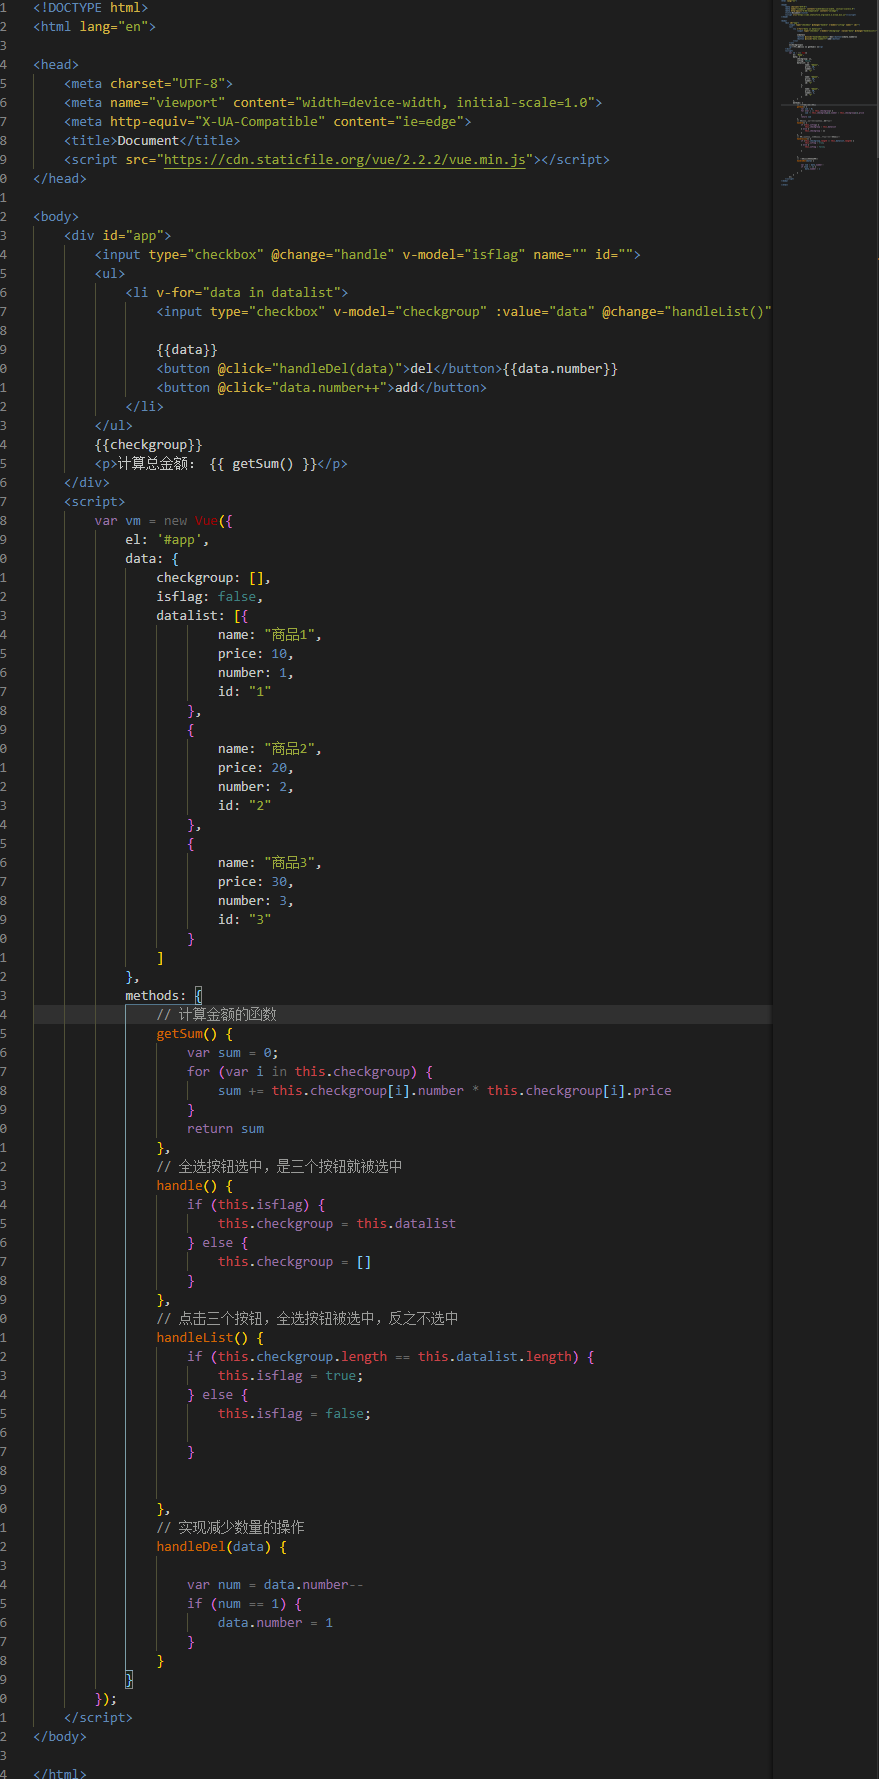 1 <!DOCTYPE html>
2 <html lang="en">
3
4 <head>
5 <meta charset="UTF-8">
6 <meta name="viewport" content="width=device-width, initial-scale=1.0">
7 <meta http-equiv="X-UA-Compatible" content="ie=edge">
8 <title>Document</title>
9 <script src="https://cdn.staticfile.org/vue/2.2.2/vue.min.js"></script>
0 </head>
1
2 <body>
3 <div id="app">
4 <input type="checkbox" @change="handle" v-model="isflag" name="" id="">
5 <ul>
6 <li v-for="data in datalist">
7 <input type="checkbox" v-model="checkgroup" :value="data" @change="handleList()"
8
9 {{data}}
0 <button @click="handleDel(data)">del</button>{{data.number}}
1 <button @click="data.number++">add</button>
2 </li>
3 </ul>
4 {{checkgroup}}
5 <p>计算总金额： {{ getSum() }}</p>
6 </div>
7 <script>
8 var vm = new Vue({
9 el: '#app',
0 data: {
1 checkgroup: [],
2 isflag: false,
3 datalist: [{
4 name: "商品1",
5 price: 10,
6 number: 1,
7 id: "1"
8 },
9 {
0 name: "商品2",
1 price: 20,
2 number: 2,
3 id: "2"
4 },
5 {
6 name: "商品3",
7 price: 30,
8 number: 3,
9 id: "3"
0 }
1 ]
2 },
3 methods: {
4 // 计算金额的函数
5 getSum() {
6 var sum = 0;
7 for (var i in this.checkgroup) {
8 sum += this.checkgroup[i].number * this.checkgroup[i].price
9 }
0 return sum
1 },
2 // 全选按钮选中，是三个按钮就被选中
3 handle() {
4 if (this.isflag) {
5 this.checkgroup = this.datalist
6 } else {
7 this.checkgroup = []
8 }
9 },
0 // 点击三个按钮，全选按钮被选中，反之不选中
1 handleList() {
2 if (this.checkgroup.length == this.datalist.length) {
3 this.isflag = true;
4 } else {
5 this.isflag = false;
6
7 }
8
9
0 },
1 // 实现减少数量的操作
2 handleDel(data) {
3
4 var num = data.number--
5 if (num == 1) {
6 data.number = 1
7 }
8 }
9 }
0 });
1 </script>
2 </body>
3
4 </html>